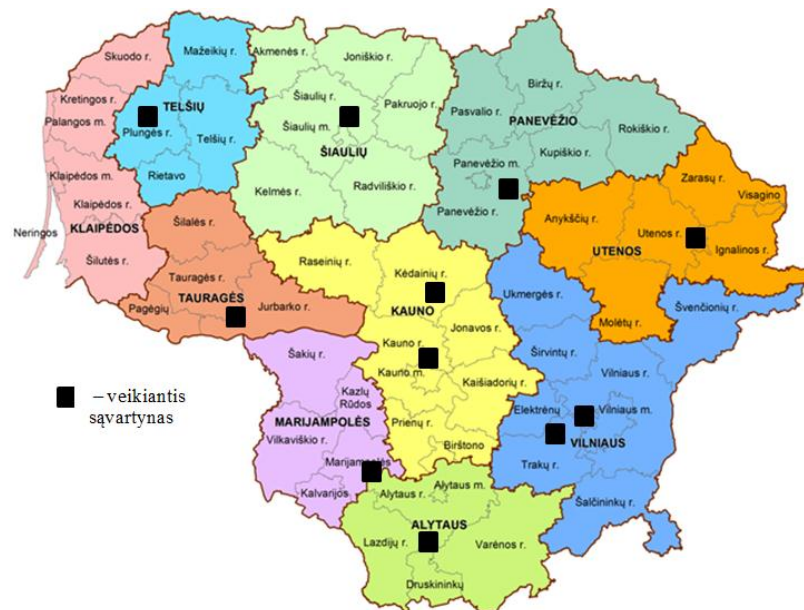 Skuodo r.
Mažeikių r.
Akmenės r.
Joniškio r.
Kretingos r.
TELŠIŲ
Šiaulių r.
Pakruojo r.
Pasvalio r.
Biržų r.
Palangos m.
Plungės r.
Telšių r.
Šiaulių m.
ŠIAULIŲ
PANEVĖŽIO
Rokiškio r.
Klaipėdos m.
Rietavo
Kelmės r.
Radviliškio r.
Panevėžio m.
Kupiškio r.
Zarasų r.
Visagino
Klaipėdos r.
Neringos
KLAIPĖDOS
Šilalės r.
Panevėžio r.
Anykščių r.
Utenos r.
Ignalinos r.
UTENOS
Šilutės r.
Tauragės r.
TAURAGĖS
Raseinių r.
Kėdainių r.
Ukmergės r.
Švenčionių r.
Pagėgių
Jurbarko r.
KAUNO
Jonavos r.
Molėtų r.
Šakių r.
Kauno r.
Kauno m.
Širvintų r.
Vilniaus r.
– veikiantis
sąvartynas
Kazlų
Rūdos
Kaišiadorių r.
Elektrėnų
Vilniaus m.
MARIJAMPOLĖS
Vilkaviškio r.
Prienų r.
Birštono
VILNIAUS
Marijampolės
Trakų r.
Kalvarijos
Alytaus r.
Alytaus m.
Šalčininkų r.
ALYTAUS
Lazdijų r.
Varėnos r.
Druskininkų